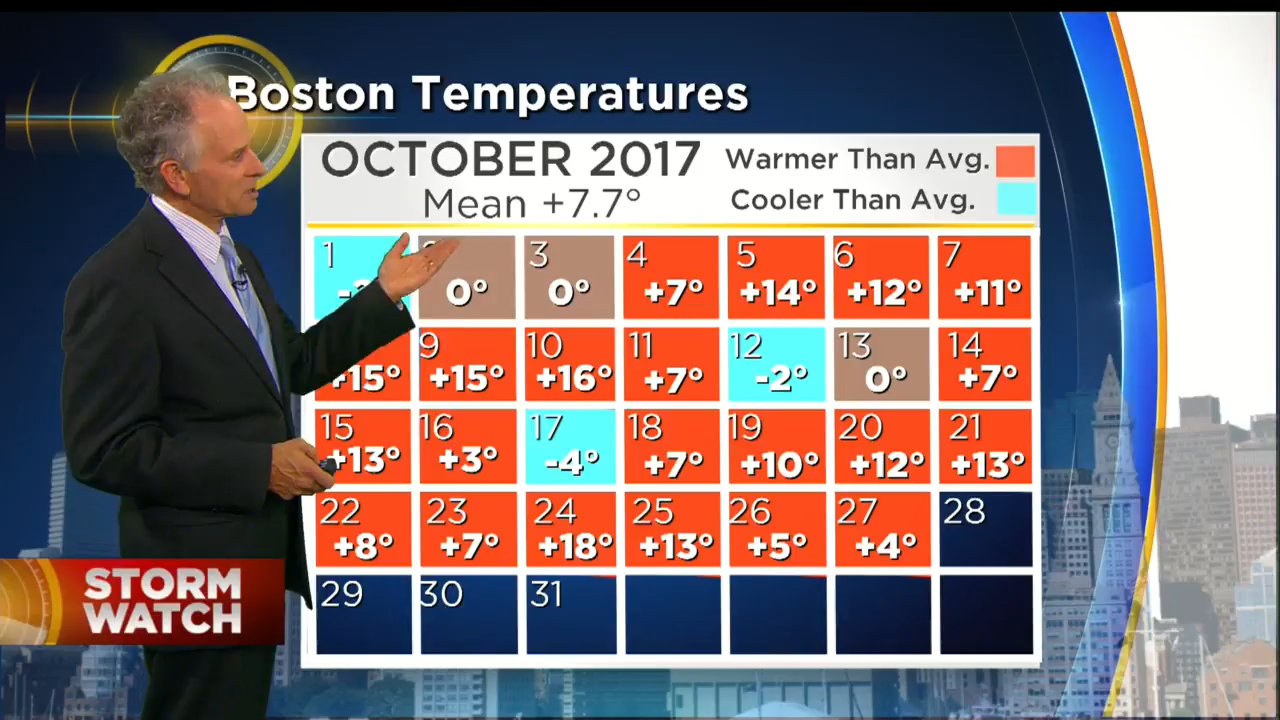 Boston Temperatures
OCTOBER 2017
Mean +7.7°
Warmer Than Avg.
Cooler Than Avg.
1 3 4 5 6 7
0° 0° +7° +14° +12° +11°
9 10 11 12 13 14
+15° +15° +16° +7° -2° 0° +7°
15 16 17 18 19 20 21
+13° +3° -4° +7° +10° +12° +13°
22 23 24 25 26 27 28
+8° +7° +18° +13° +5° +4°
29 30 31
STORM
WATCH